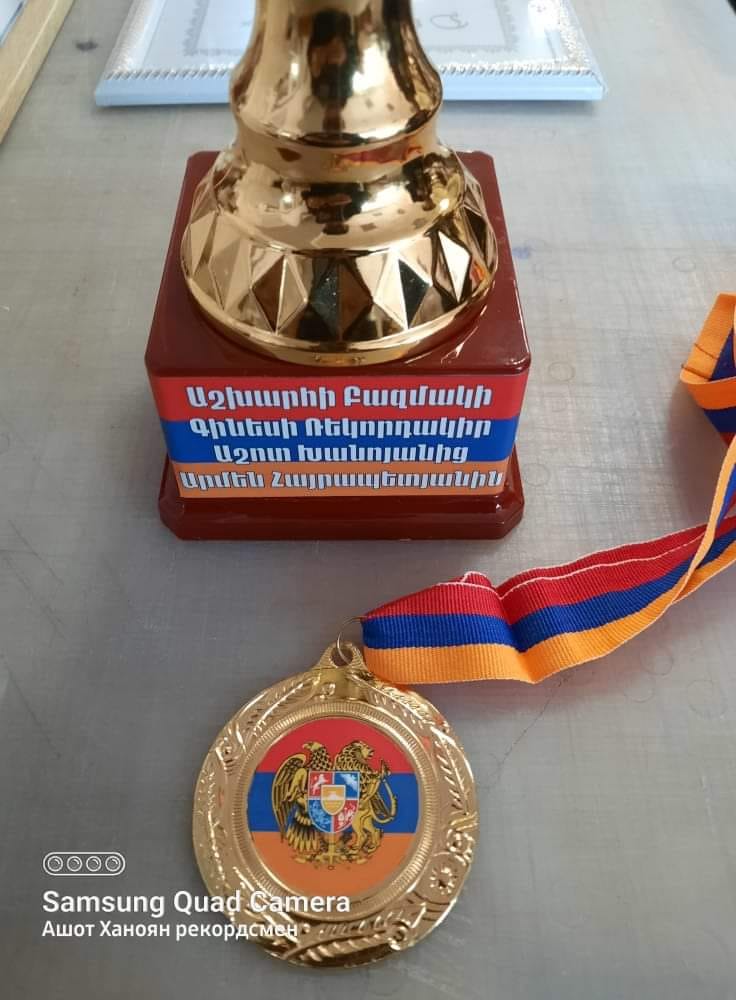 Աշխարհի Բազմակի
Գինեսի Ռեկորդակիր
Աշոտ Խանոյանից
Արմեն Հայրապետյանին
Samsung Quad Camera
Ашот Ханоян рекордсмен